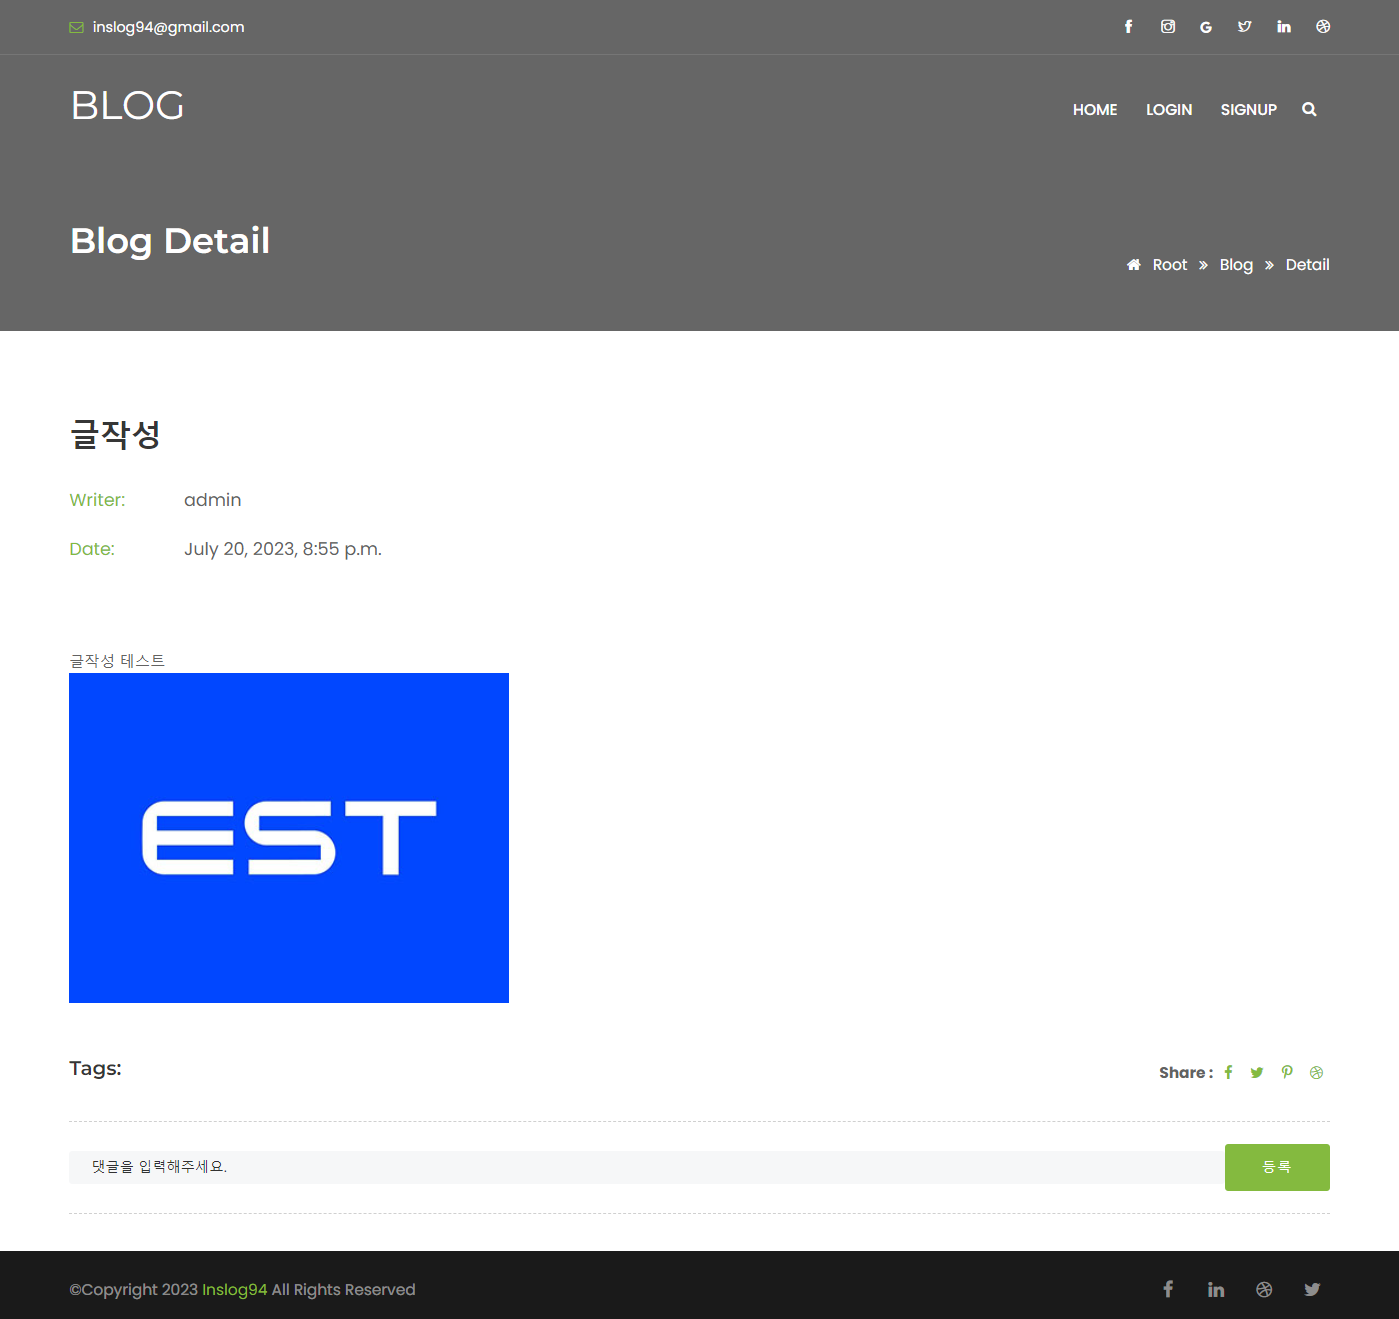 inslog94@gmail.com
BLOG
HOME LOGIN SIGNUP
Blog Detail
Root » Blog » Detail
글작성
Writer: admin
Date: July 20, 2023, 8:55 p.m.
글작성 테스트
EST
Tags:
Share :
댓글을 입력해주세요.
등록
©Copyright 2023 Inslog94 All Rights Reserved